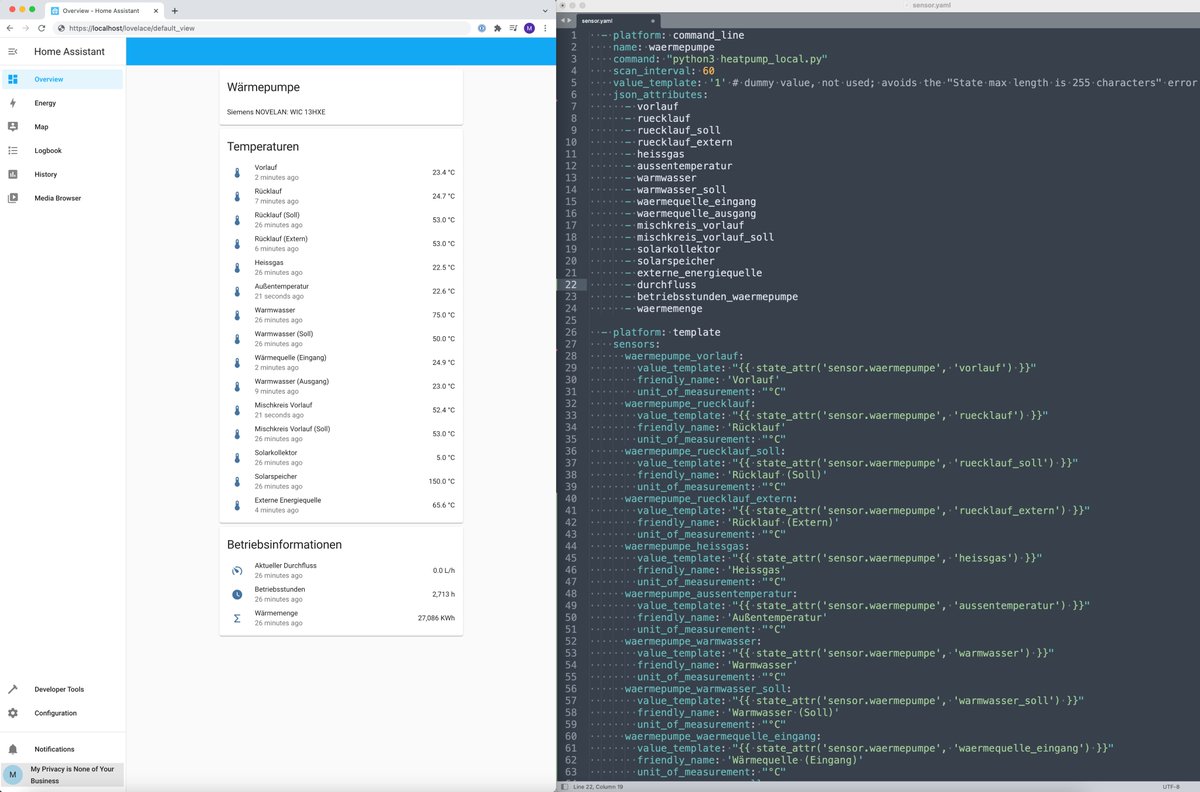 Overview – Home Assistant
https://localhost/lovelace/default_view
M
Home Assistant
Overview
Energy
Map
Logbook
History
Media Browser
Developer Tools
Configuration
Notifications
M
My Privacy is None of Your
Business
Wärmepumpe
Siemens NOVELAN: WIC 13HXE
Temperaturen
Vorlauf
2 minutes ago
23.4 °C
Rücklauf
7 minutes ago
24.7 °C
Rücklauf (Soll)
26 minutes ago
53.0 °C
Rücklauf (Extern)
6 minutes ago
53.0 °C
Heissgas
26 minutes ago
22.5 °C
Außentemperatur
21 seconds ago
22.6 °C
Warmwasser
26 minutes ago
75.0 °C
Warmwasser (Soll)
26 minutes ago
50.0 °C
Wärmequelle (Eingang)
2 minutes ago
24.9 °C
Warmwasser (Ausgang)
9 minutes ago
23.0 °C
Mischkreis Vorlauf
21 seconds ago
52.4 °C
Mischkreis Vorlauf (Soll)
26 minutes ago
53.0 °C
Solarkollektor
26 minutes ago
5.0 °C
Solarspeicher
26 minutes ago
150.0 °C
Externe Energiequelle
4 minutes ago
65.6 °C
Betriebsinformationen
Aktueller Durchfluss
26 minutes ago
0.0 L/h
Betriebsstunden
26 minutes ago
2,713 h
Wärmemenge
26 minutes ago
27,086 KWh
sensor.yaml
sensor.yaml
1 - platform: command_line
2 name: waermepumpe
3 command: "python3 heatpump_local.py"
4 scan_interval: 60
5 value_template: '1' # dummy value, not used; avoids the "State max length is 255 characters" error
6 json_attributes:
7 - vorlauf
8 - ruecklauf
9 - ruecklauf_soll
10 - ruecklauf_extern
11 - heissgas
12 - aussentemperatur
13 - warmwasser
14 - warmwasser_soll
15 - waermequelle_eingang
16 - waermequelle_ausgang
17 - mischkreis_vorlauf
18 - mischkreis_vorlauf_soll
19 - solarkollektor
20 - solarspeicher
21 - externe_energiequelle
22 - durchfluss
23 - betriebsstunden_waermepumpe
24 - waermemenge
25
26 - platform: template
27 sensors:
28 waermepumpe_vorlauf:
29 value_template: "{{ state_attr('sensor.waermepumpe', 'vorlauf') }}"
30 friendly_name: 'Vorlauf'
31 unit_of_measurement: "°C"
32 waermepumpe_ruecklauf:
33 value_template: "{{ state_attr('sensor.waermepumpe', 'ruecklauf') }}"
34 friendly_name: 'Rücklauf'
35 unit_of_measurement: "°C"
36 waermepumpe_ruecklauf_soll:
37 value_template: "{{ state_attr('sensor.waermepumpe', 'ruecklauf_soll') }}"
38 friendly_name: 'Rücklauf (Soll)'
39 unit_of_measurement: "°C"
40 waermepumpe_ruecklauf_extern:
41 value_template: "{{ state_attr('sensor.waermepumpe', 'ruecklauf_extern') }}"
42 friendly_name: 'Rücklauf (Extern)'
43 unit_of_measurement: "°C"
44 waermepumpe_heissgas:
45 value_template: "{{ state_attr('sensor.waermepumpe', 'heissgas') }}"
46 friendly_name: 'Heissgas'
47 unit_of_measurement: "°C"
48 waermepumpe_aussentemperatur:
49 value_template: "{{ state_attr('sensor.waermepumpe', 'aussentemperatur') }}"
50 friendly_name: 'Außentemperatur'
51 unit_of_measurement: "°C"
52 waermepumpe_warmwasser:
53 value_template: "{{ state_attr('sensor.waermepumpe', 'warmwasser') }}"
54 friendly_name: 'Warmwasser'
55 unit_of_measurement: "°C"
56 waermepumpe_warmwasser_soll:
57 value_template: "{{ state_attr('sensor.waermepumpe', 'warmwasser_soll') }}"
58 friendly_name: 'Warmwasser (Soll)'
59 unit_of_measurement: "°C"
60 waermepumpe_waermequelle_eingang:
61 value_template: "{{ state_attr('sensor.waermepumpe', 'waermequelle_eingang') }}"
62 friendly_name: 'Wärmequelle (Eingang)'
63 unit_of_measurement: "°C"
Line 22, Column 19
UTF-8